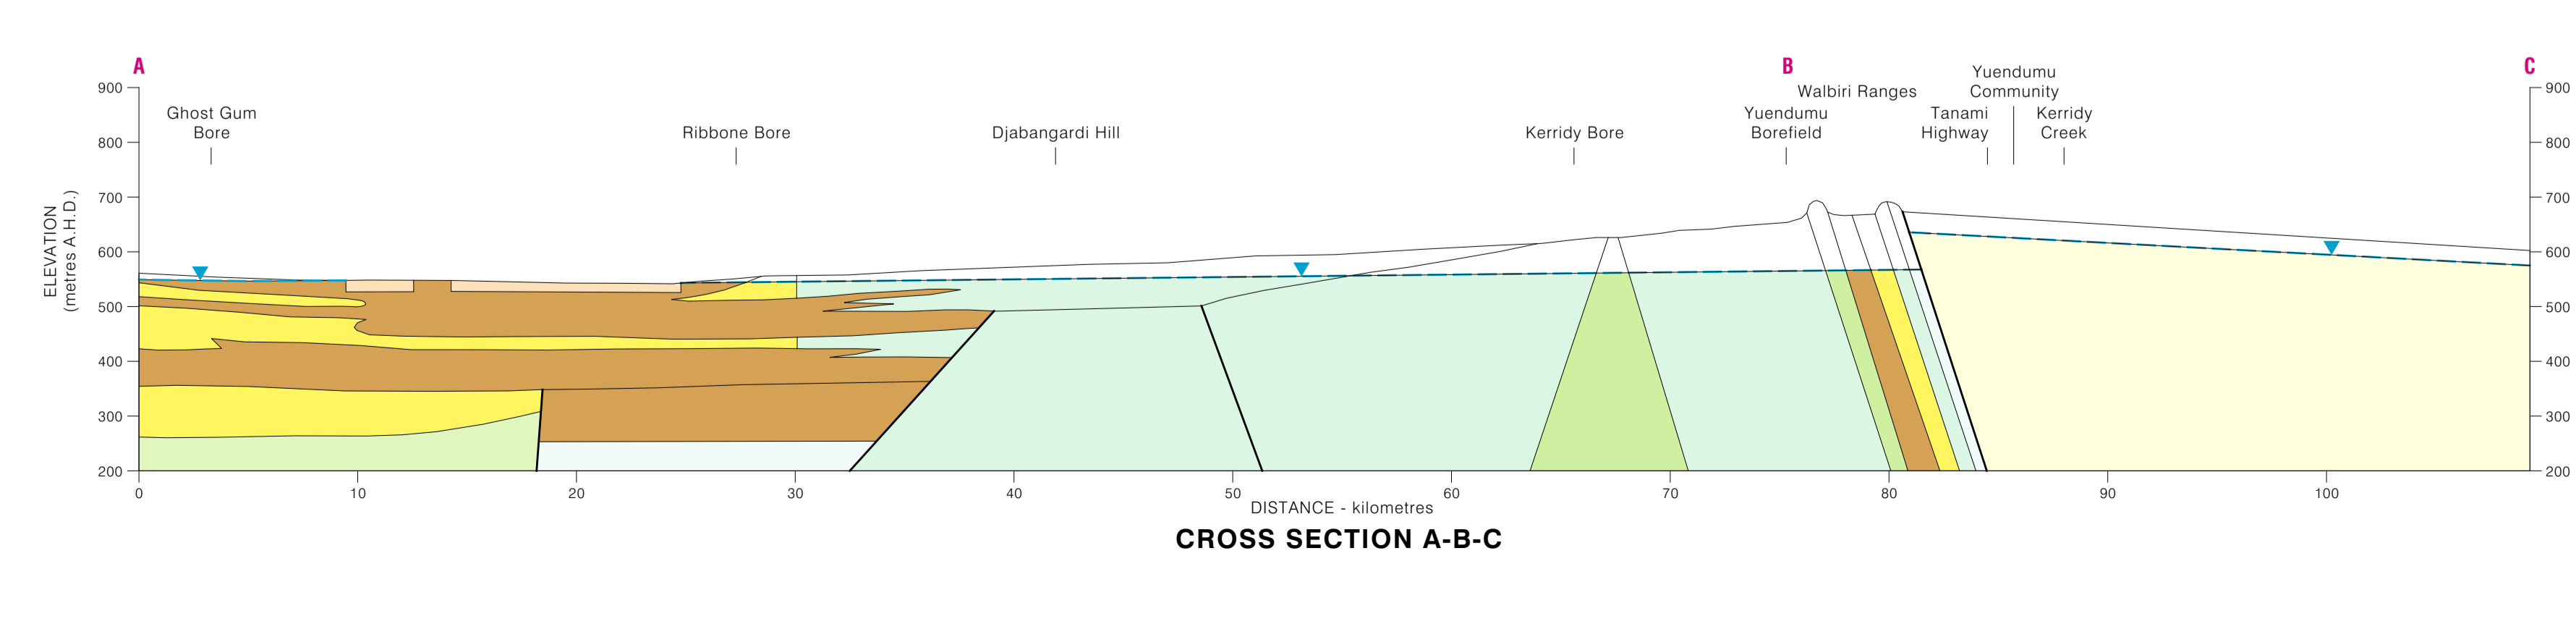 A
B
C
Yuendumu
Community
900
Walbiri Ranges
900
Ghost Gum
Bore
Yuendumu
Borefield
Tanami
Highway
Kerridy
Creek
Ribbone Bore
Djabangardi Hill
Kerridy Bore
800
800
700
700
ELEVATION
(metres A.H.D.)
600
600
500
500
400
400
300
300
200
200
0
10
20
30
40
50
60
70
80
90
100
DISTANCE - kilometres
CROSS SECTION A-B-C